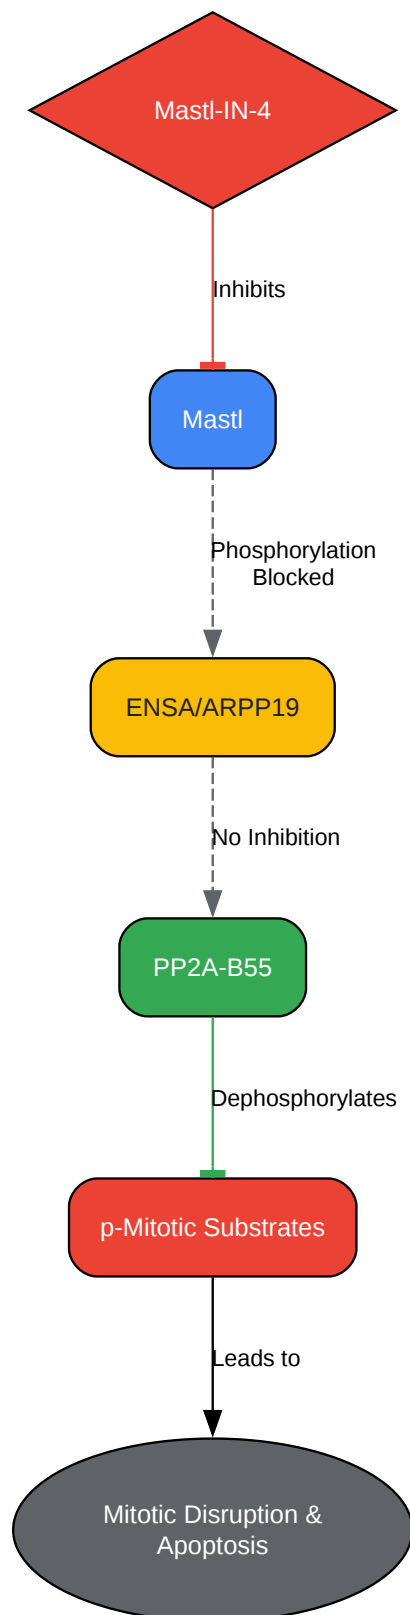 Mastl-IN-4
Inhibits
Mastl
Phosphorylation
Blocked
ENSA/ARPP19
No Inhibition
PP2A-B55
Dephosphorylates
p-Mitotic Substrates
Leads to
Mitotic Disruption &
Apoptosis